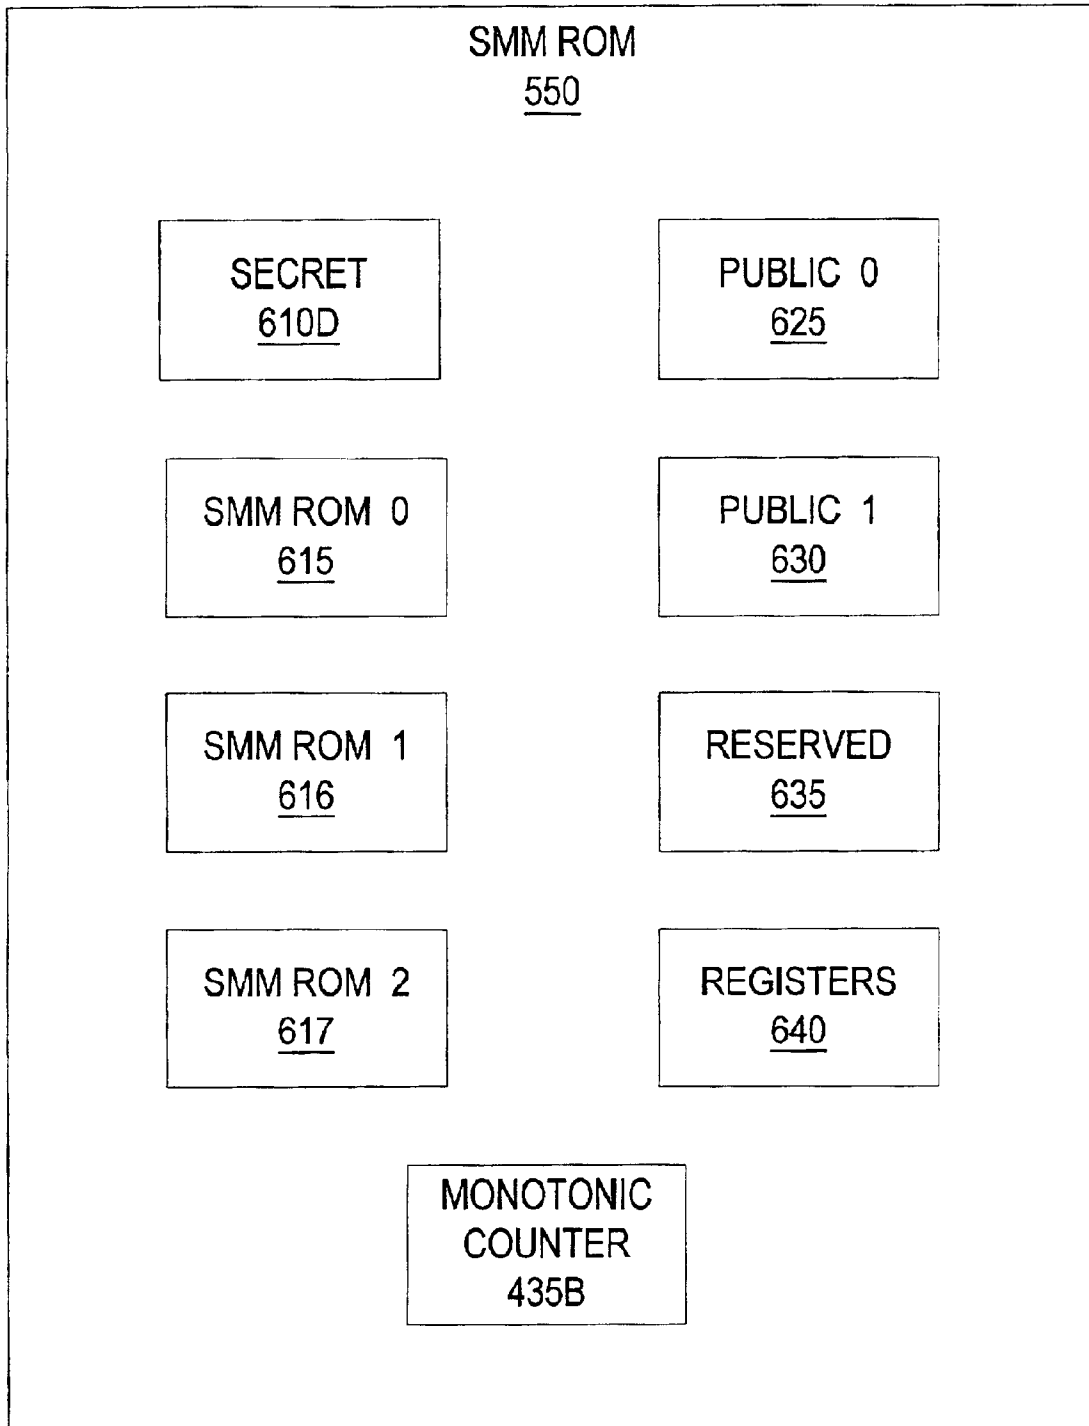 SMM ROM
550
SECRET
610D
PUBLIC 0
625
SMM ROM 0
615
PUBLIC 1
630
SMM ROM 1
616
RESERVED
635
SMM ROM 2
617
REGISTERS
640
MONOTONIC
COUNTER
435B